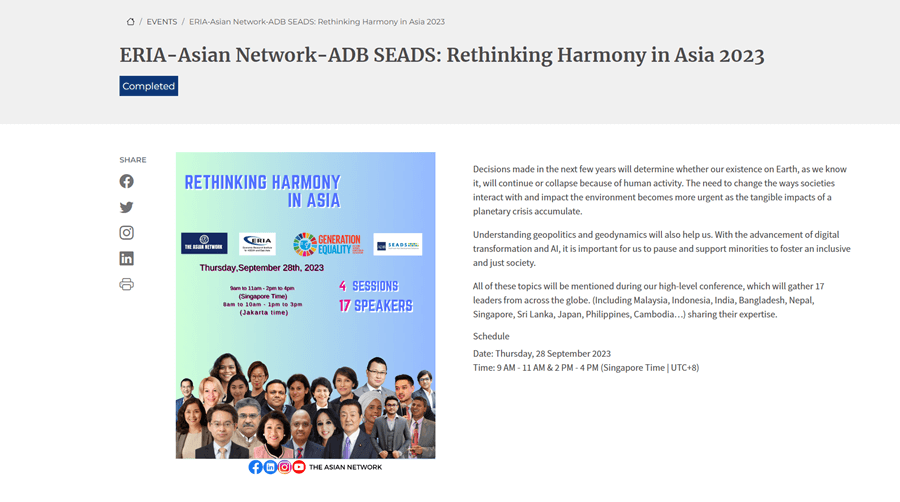 / EVENTS / ERIA-Asian Network-ADB SEADS: Rethinking Harmony in Asia 2023
ERIA-Asian Network-ADB SEADS: Rethinking Harmony in Asia 2023
Completed
SHARE
RETHINKING HARMONY
IN ASIA
THE ASIAN NETWORK
ERIA
GENERATION
EQUALITY
SEADS
Thursday,September 28th, 2023
9am to 11am - 2pm to 4pm
(Singapore Time)
8am to 10am - 1pm to 3pm
(Jakarta time)
4 SESSIONS
17 SPEAKERS
THE ASIAN NETWORK
Decisions made in the next few years will determine whether our existence on Earth, as we know
it, will continue or collapse because of human activity. The need to change the ways societies
interact with and impact the environment becomes more urgent as the tangible impacts of a
planetary crisis accumulate.
Understanding geopolitics and geodynamics will also help us. With the advancement of digital
transformation and AI, it is important for us to pause and support minorities to foster an inclusive
and just society.
All of these topics will be mentioned during our high-level conference, which will gather 17
leaders from across the globe. (Including Malaysia, Indonesia, India, Bangladesh, Nepal,
Singapore, Sri Lanka, Japan, Philippines, Cambodia…) sharing their expertise.
Schedule
Date: Thursday, 28 September 2023
Time: 9 AM - 11 AM & 2 PM - 4 PM (Singapore Time | UTC+8)